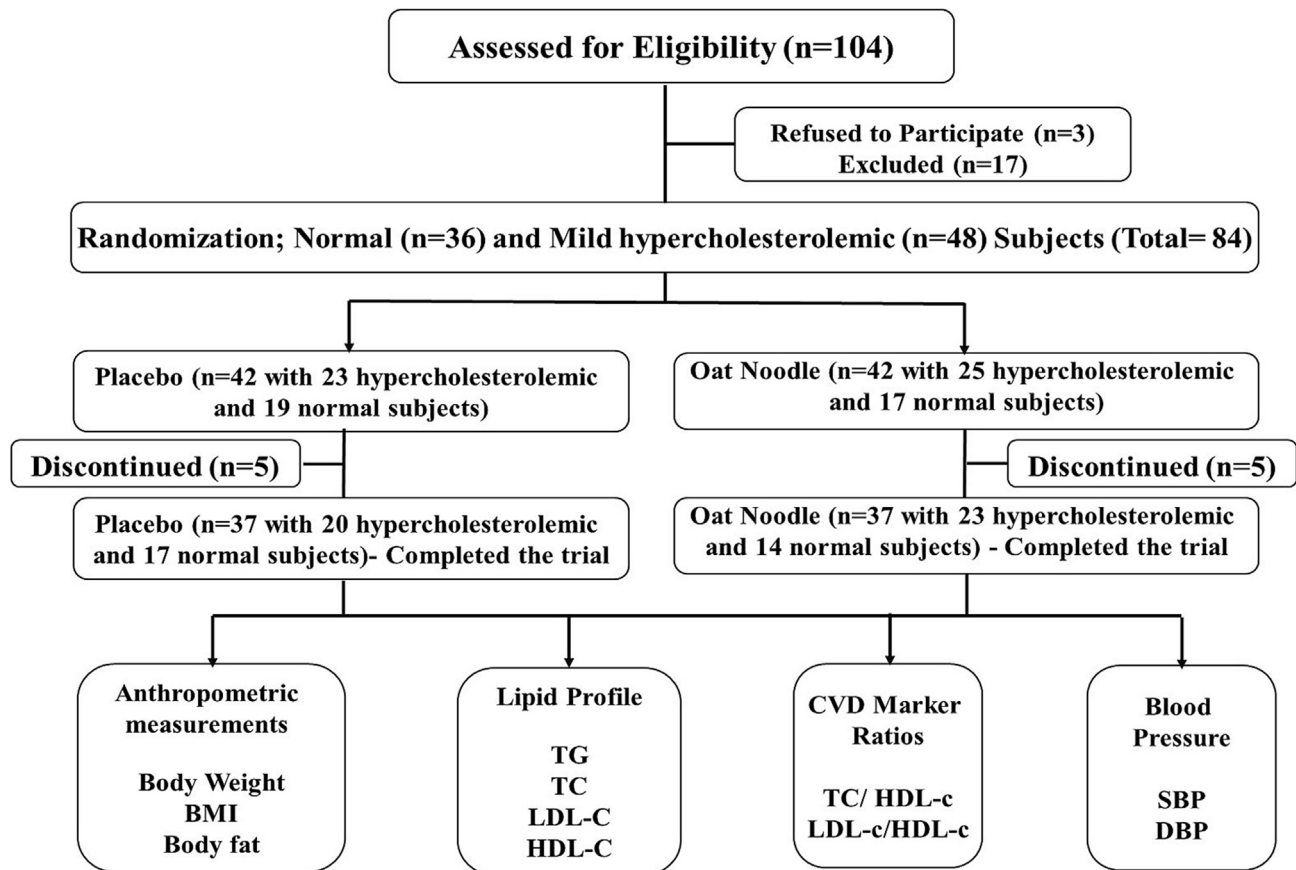 Assessed for Eligibility (n=104)
Refused to Participate (n=3)
Excluded (n=17)
Randomization; Normal (n=36) and Mild hypercholesterolemic (n=48) Subjects (Total= 84)
Placebo (n=42 with 23 hypercholesterolemic
and 19 normal subjects)
Oat Noodle (n=42 with 25 hypercholesterolemic
and 17 normal subjects)
Discontinued (n=5)
Discontinued (n=5)
Placebo (n=37 with 20 hypercholesterolemic
and 17 normal subjects)- Completed the trial
Oat Noodle (n=37 with 23 hypercholesterolemic
and 14 normal subjects) - Completed the trial
Anthropometric
measurements
Body Weight
BMI
Body fat
Lipid Profile
TG
TC
LDL-C
HDL-C
CVD Marker
Ratios
TC/ HDL-c
LDL-c/HDL-c
Blood
Pressure
SBP
DBP